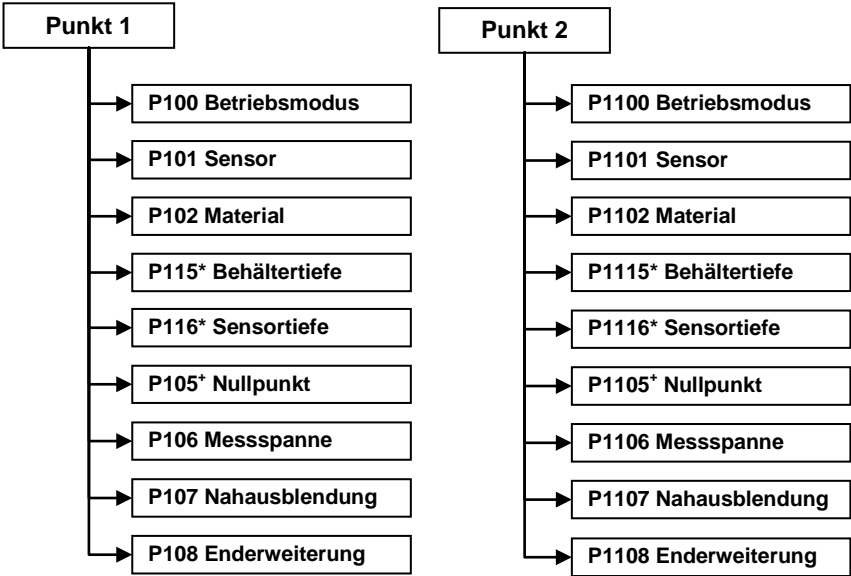 Punkt 1
P100 Betriebsmodus
P101 Sensor
P102 Material
P115* Behältertiefe
P116* Sensortiefe
P105⁺ Nullpunkt
P106 Messspanne
P107 Nahausblendung
P108 Enderweiterung
Punkt 2
P1100 Betriebsmodus
P1101 Sensor
P1102 Material
P1115* Behältertiefe
P1116* Sensortiefe
P1105⁺ Nullpunkt
P1106 Messspanne
P1107 Nahausblendung
P1108 Enderweiterung